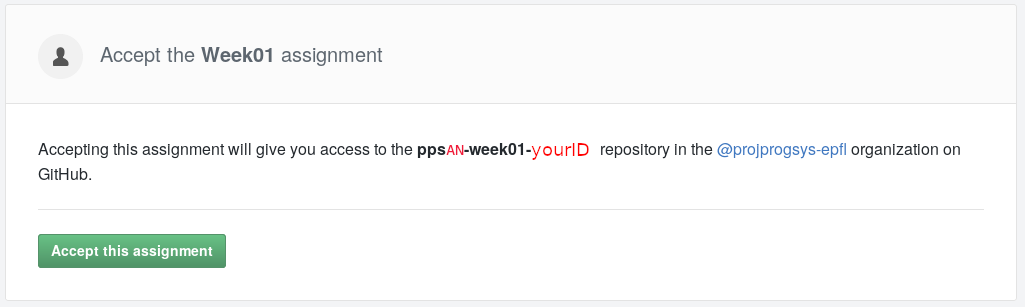 Accept the Week01 assignment
Accepting this assignment will give you access to the ppsAN-week01-yourID repository in the @projprogsys-epfl organization on
GitHub.
Accept this assignment